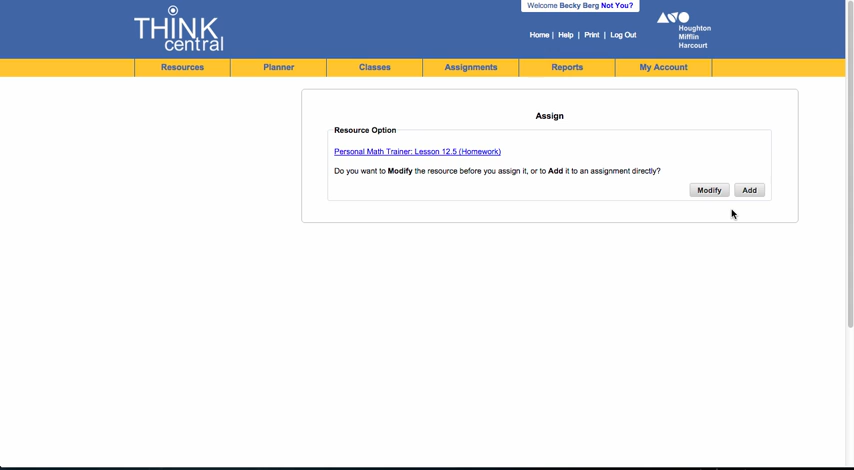 Welcome Becky Berg Not You?
THINK
central
Houghton
Mifflin
Harcourt
Home | Help | Print | Log Out
Resources Planner Classes Assignments Reports My Account
Assign
Resource Option
Personal Math Trainer: Lesson 12.5 (Homework)
Do you want to Modify the resource before you assign it, or to Add it to an assignment directly?
Modify Add